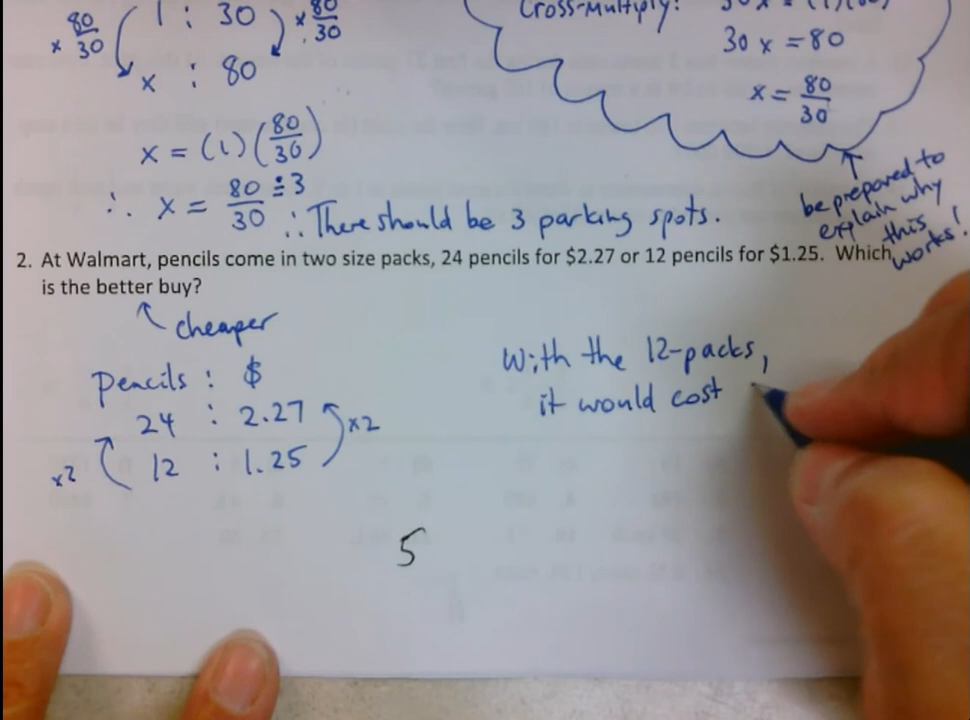 80
30
x
1 : 30
x 80
30
x : 80
x = (1)(80/30)
∴ x = 80/30 ≐ 3
∴ There should be 3 parking spots.
Cross-Multiply:
30 x = 80
x = 80/30
be prepared to
explain why
this
works!
2. At Walmart, pencils come in two size packs, 24 pencils for $2.27 or 12 pencils for $1.25. Which
is the better buy?
cheaper
Pencils : $
24 : 2.27
x2
12 : 1.25
x2
With the 12-packs,
it would cost
5